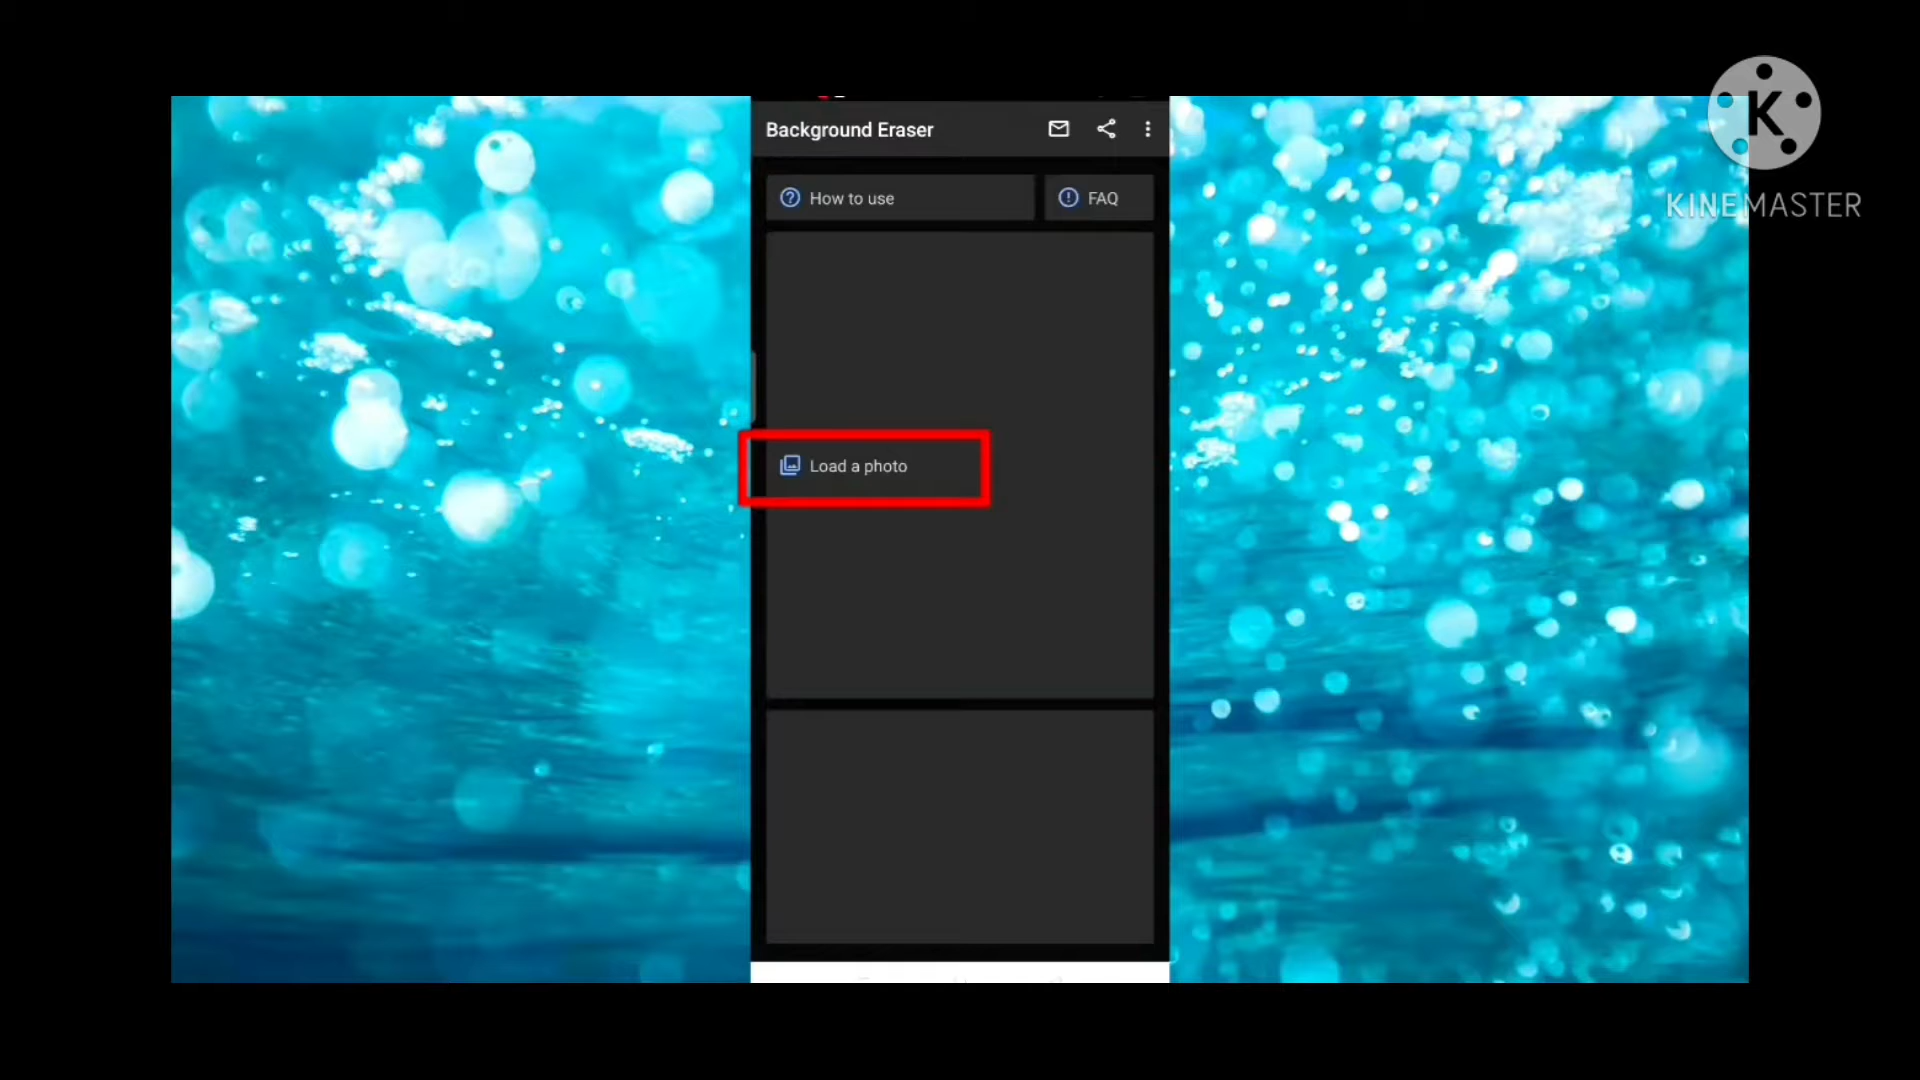 Background Eraser
How to use
FAQ
Load a photo
K
KINEMASTER